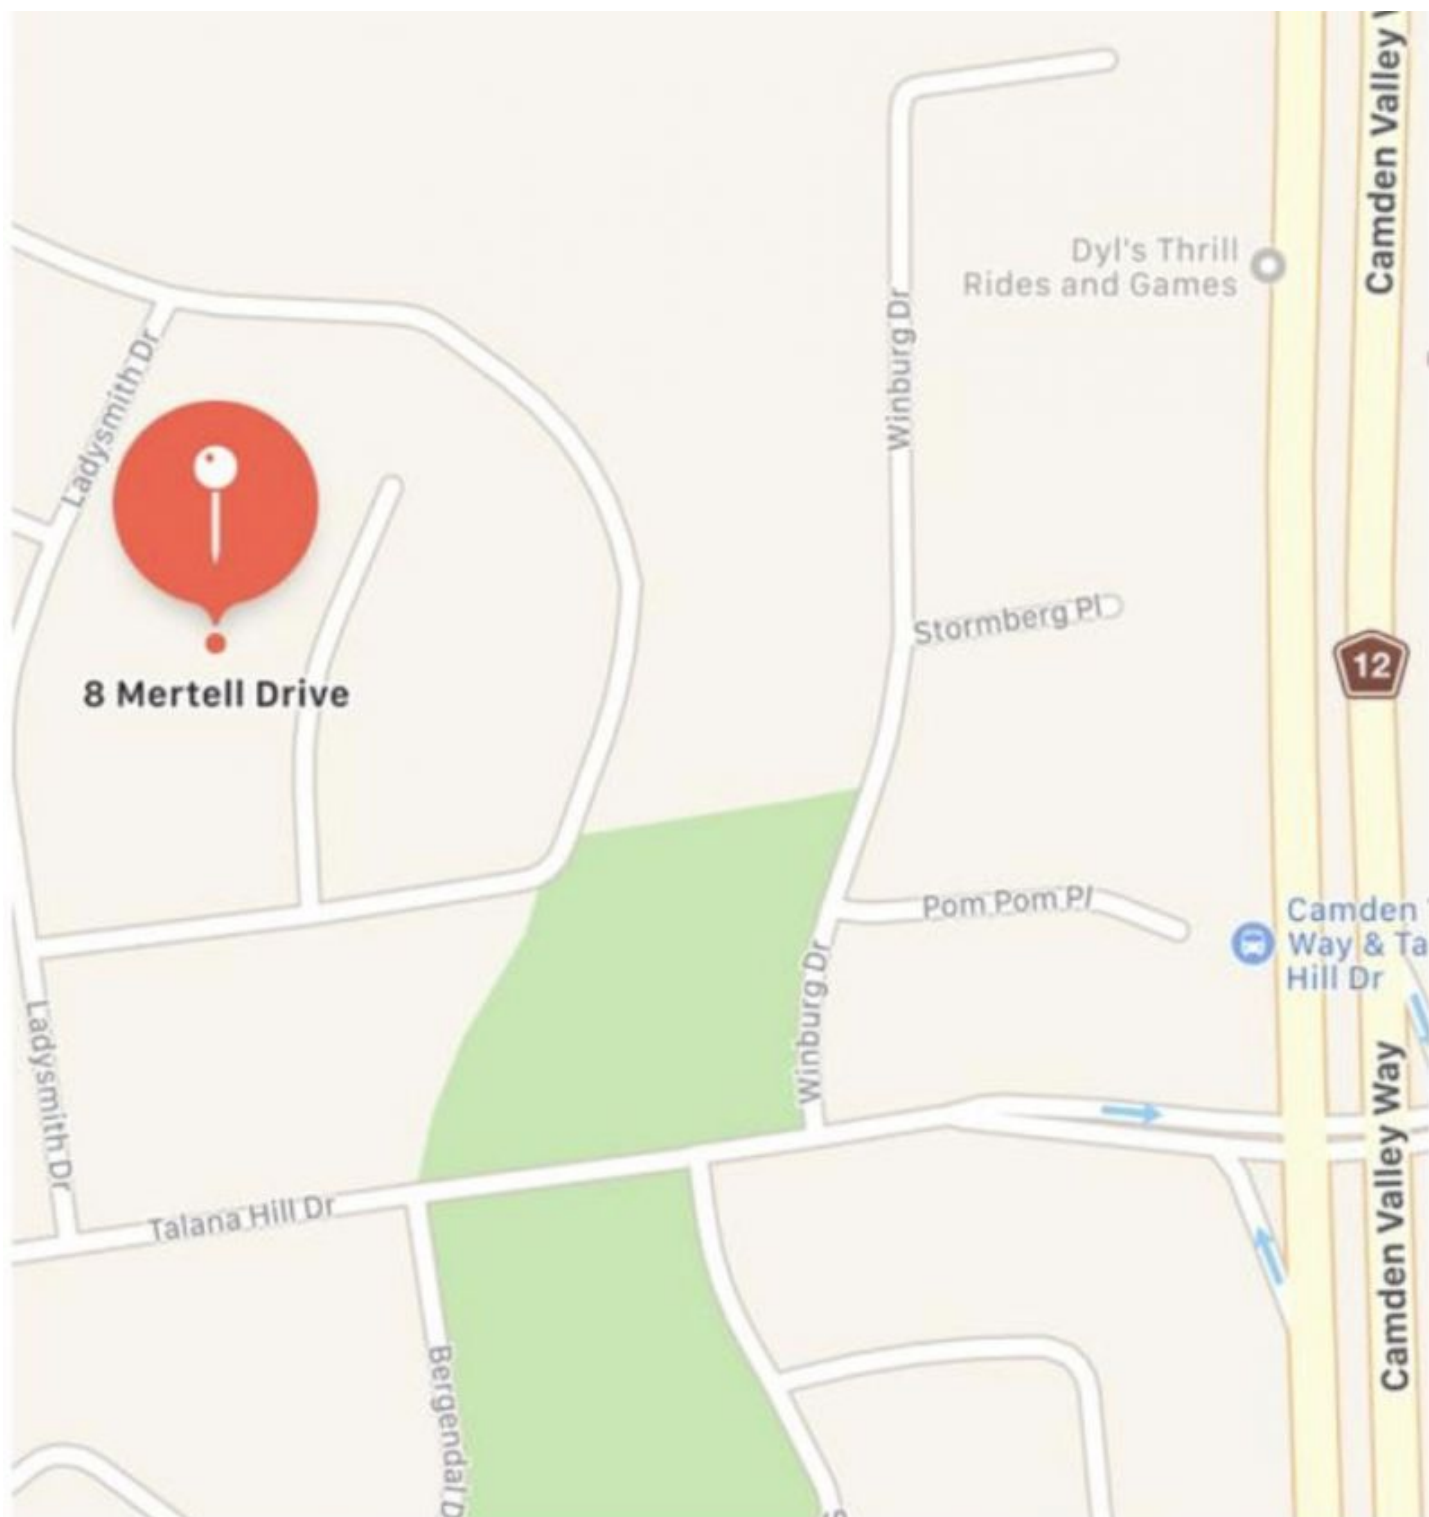 Camden Valley
Dyl's Thrill
Rides and Games
Winburg Dr
Ladysmith Dr
Stormberg Pl
12
8 Mertell Drive
Pom Pom Pl
Camden
Way & Ta
Hill Dr
Winburg Dr
Ladysmith Dr
Camden Valley Way
Talana Hill Dr
Bergendal D